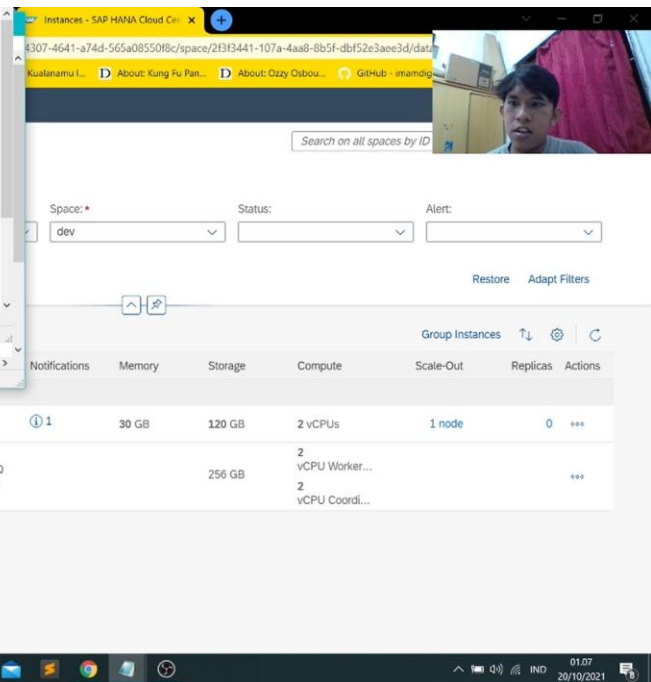 Instances - SAP HANA Cloud Cen
4307-4641-a74d-565a08550f8c/space/2f3f3441-107a-4aa8-8b5f-dbf52e3aee3d/data
Kualanamu I... About: Kung Fu Pan... About: Ozzy Osbou... GitHub - imamdig
Search on all spaces by ID
Space: * Status: Alert:
dev
Restore Adapt Filters
Group Instances
Notifications Memory Storage Compute Scale-Out Replicas Actions
1 30 GB 120 GB 2 vCPUs 1 node 0
2
vCPU Worker...
256 GB
2
vCPU Coordi...
IND 01.07
20/10/2021